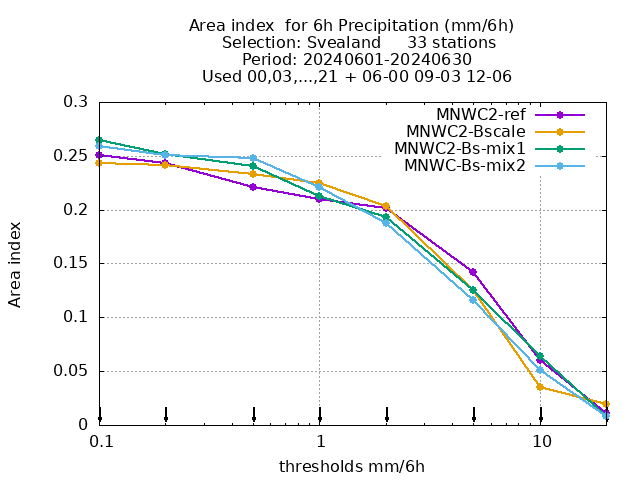 Area index  for 6h Precipitation (mm/6h)
Selection: Svealand     33 stations
Period: 20240601-20240630
Used 00,03,...,21 + 06-00 09-03 12-06
MNWC2-ref
MNWC2-Bscale
MNWC2-Bs-mix1
MNWC-Bs-mix2
0.3
0.25
0.2
0.15
0.1
0.05
0
Area index
0.1 1 10
thresholds mm/6h